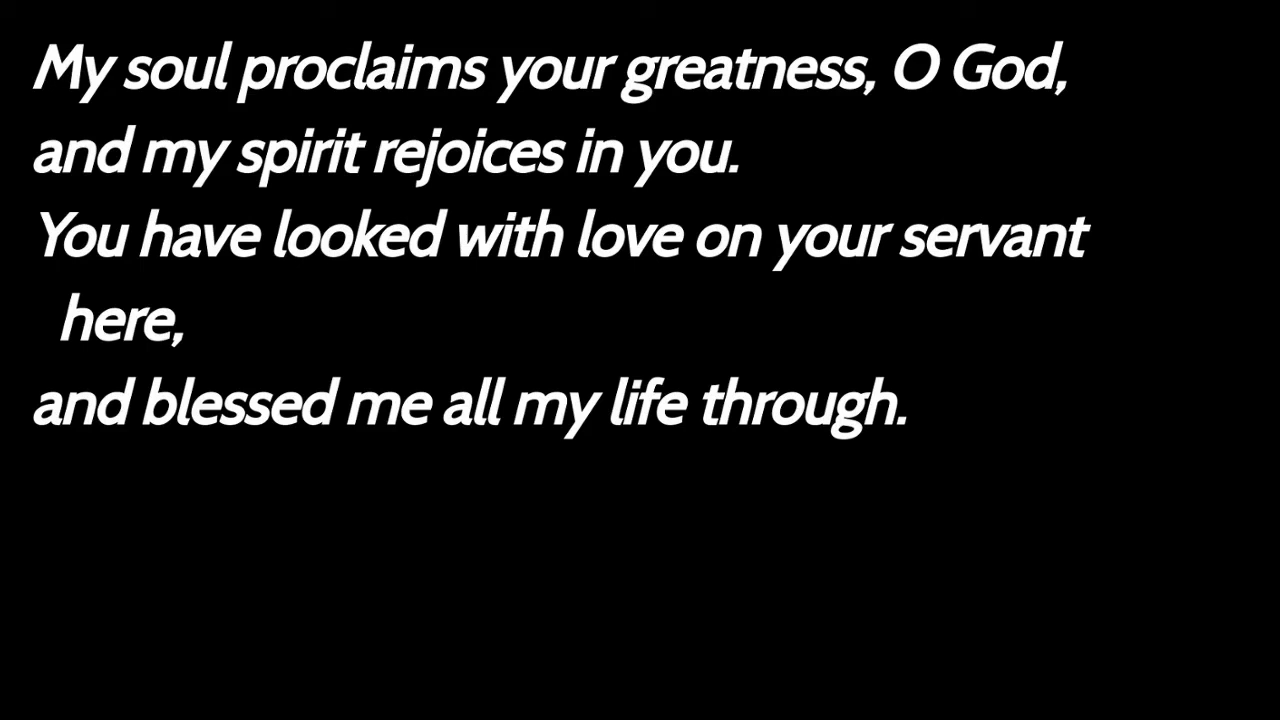 My soul proclaims your greatness, O God,
and my spirit rejoices in you.
You have looked with love on your servant
here,
and blessed me all my life through.